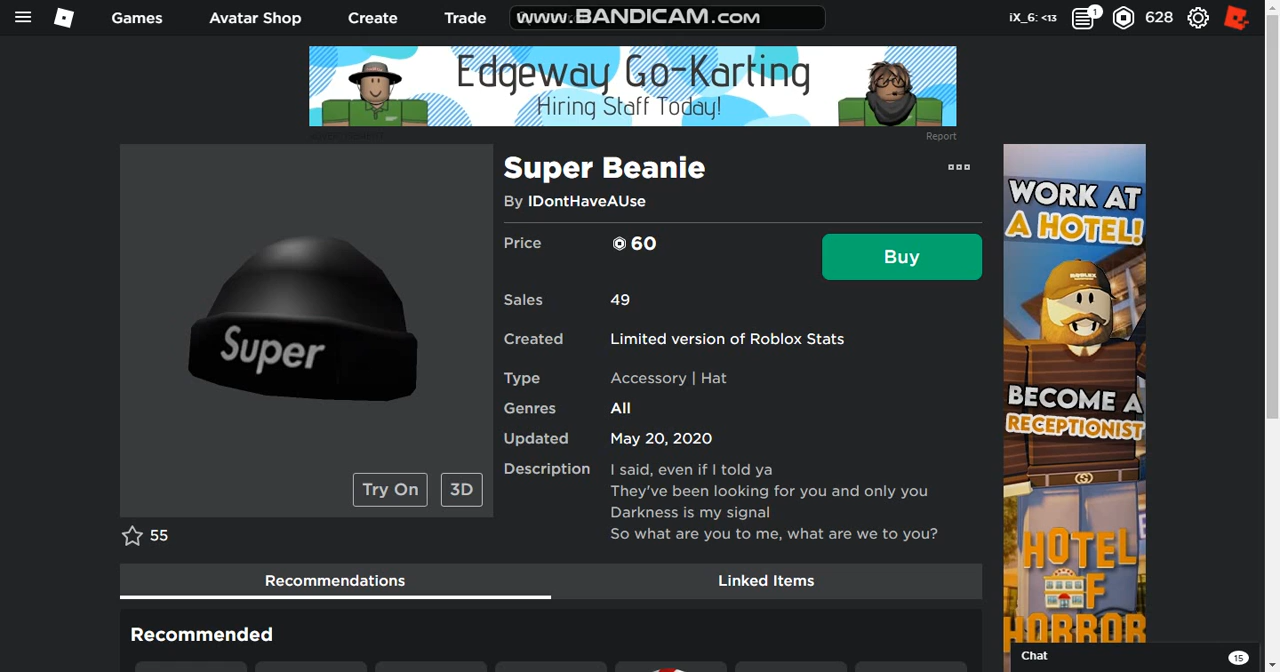 Games
Avatar Shop
Create
Trade
www.BANDICAM.com
iX_6: <13
1
628
Edgeway Go-Karting
Hiring Staff Today!
ADVERTISEMENT
Report
Super Beanie
By IDontHaveAUse
Price
60
Buy
Sales
49
Created
Limited version of Roblox Stats
Type
Accessory | Hat
Genres
All
Updated
May 20, 2020
Description
I said, even if I told ya
They've been looking for you and only you
Darkness is my signal
So what are you to me, what are we to you?
Super
Try On
3D
55
Recommendations
Linked Items
Recommended
WORK AT
A HOTEL!
ROBLOX
BECOME A
RECEPTIONIST
HOTEL
OF
HORROR
Chat
15